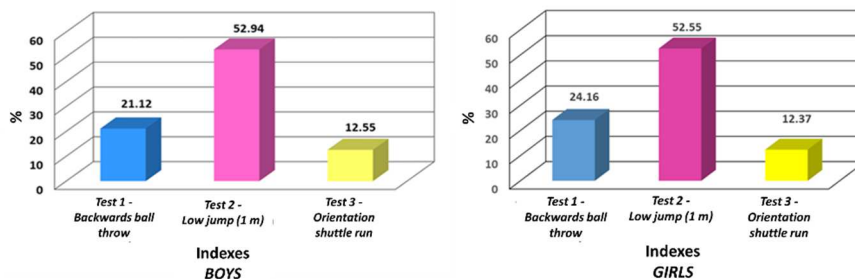 60
50
40
30
20
10
0
%
21.12
52.94
12.55
Test 1 -
Backwards ball
throw
Test 2 -
Low jump (1 m)
Test 3 -
Orientation
shuttle run
Indexes
BOYS
60
50
40
30
20
10
0
%
24.16
52.55
12.37
Test 1 -
Backwards ball
throw
Test 2 -
Low jump (1 m)
Test 3 -
Orientation
shuttle run
Indexes
GIRLS